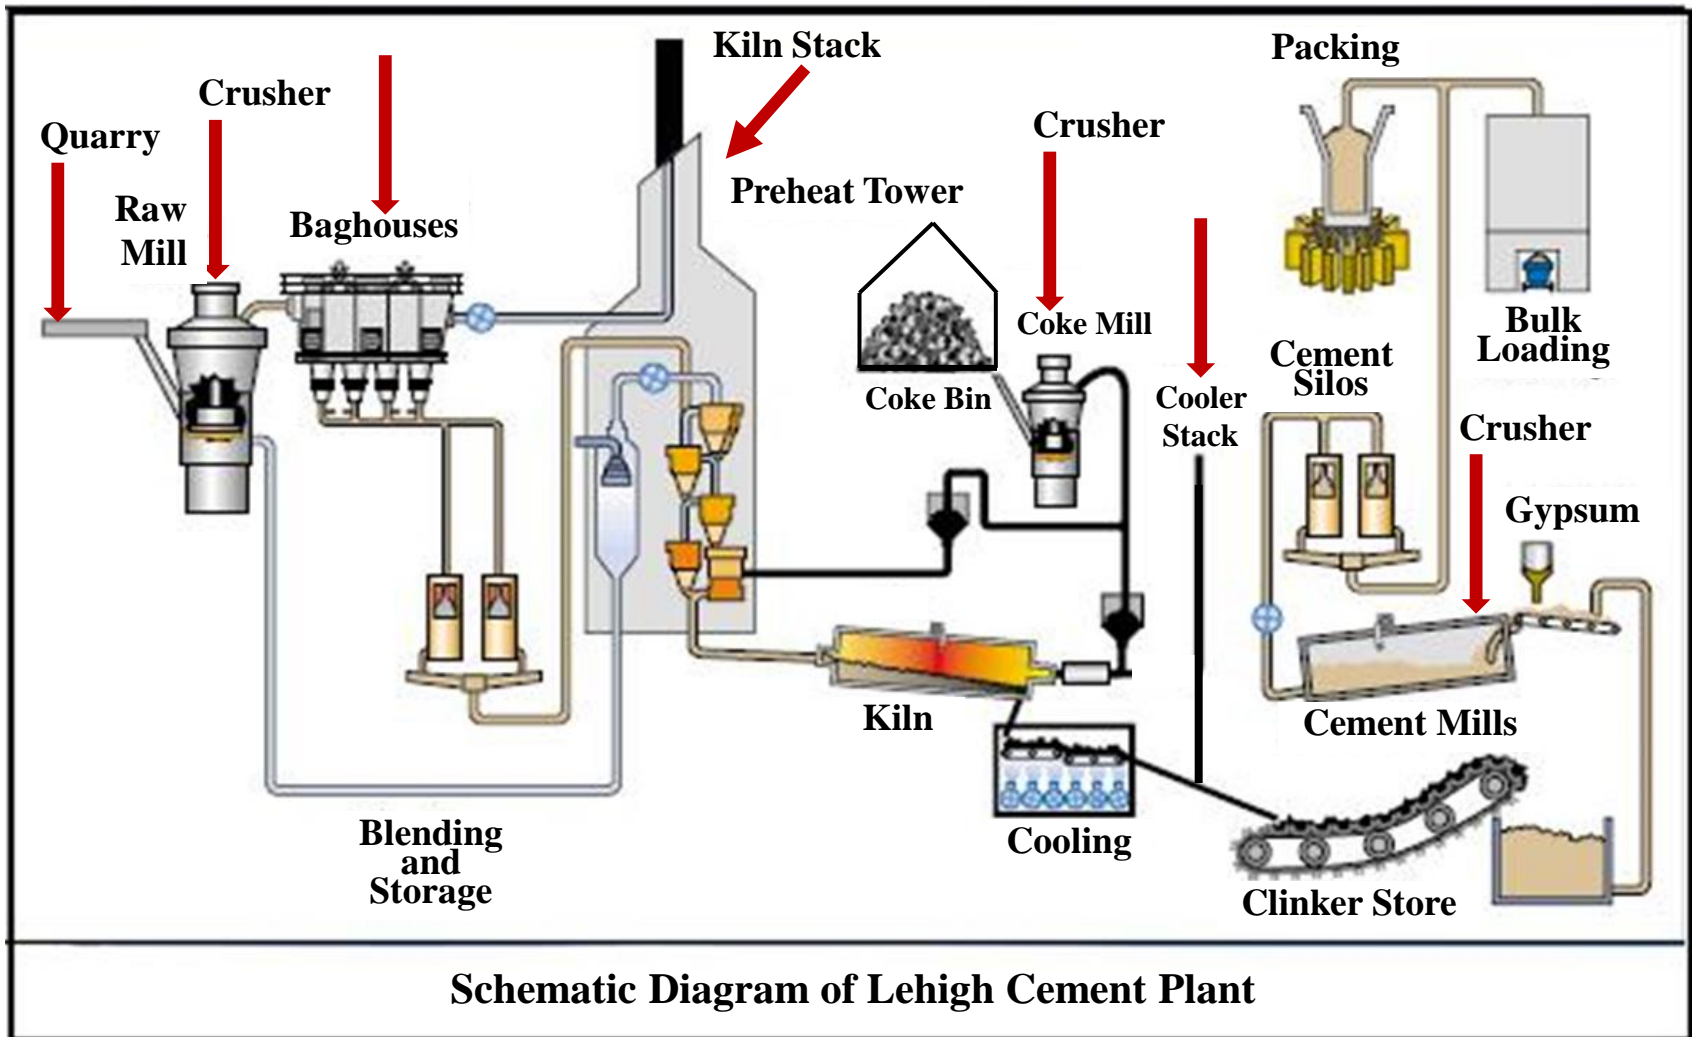 Kiln Stack
Packing
Crusher
Quarry
Crusher
Preheat Tower
Raw
Mill
Baghouses
Coke Mill
Bulk
Loading
Cement
Silos
Coke Bin
Cooler
Stack
Crusher
Gypsum
Kiln
Cement Mills
Cooling
Blending
and
Storage
Clinker Store
Schematic Diagram of Lehigh Cement Plant